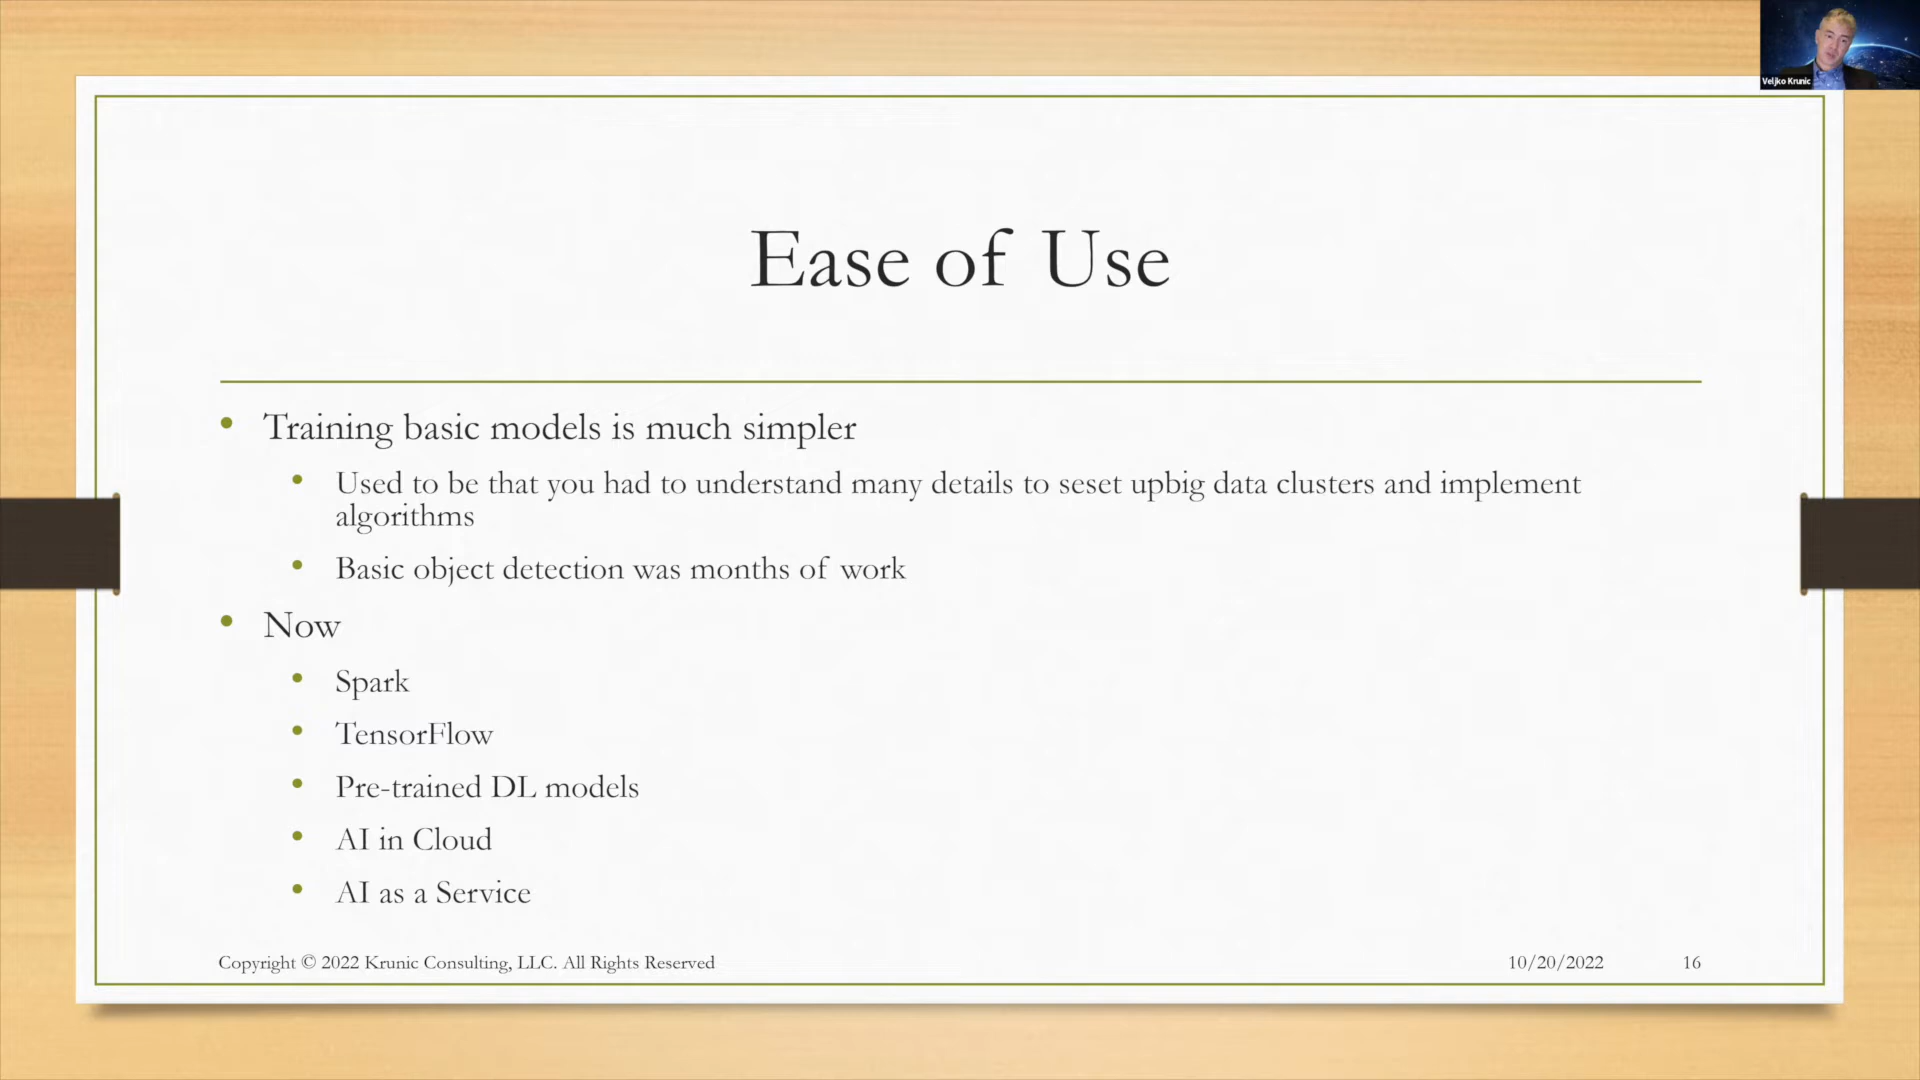 Veljko Krunic
Ease of Use
• Training basic models is much simpler
• Used to be that you had to understand many details to seset upbig data clusters and implement
algorithms
• Basic object detection was months of work
• Now
• Spark
• TensorFlow
• Pre-trained DL models
• AI in Cloud
• AI as a Service
Copyright © 2022 Krunic Consulting, LLC. All Rights Reserved 10/20/2022 16